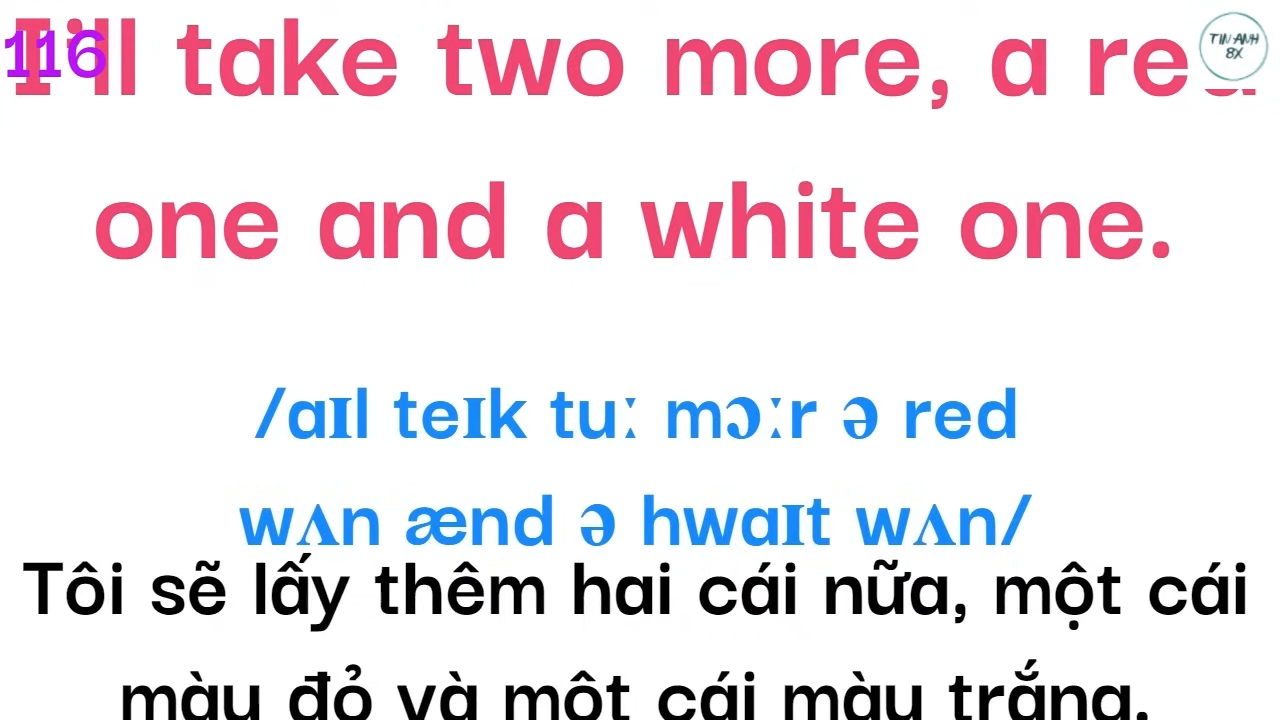 116
I'll take two more, a red
TIN ANH
8X
one and a white one.
/aɪl teɪk tuː mɔːr ə red
wʌn ænd ə hwaɪt wʌn/
Tôi sẽ lấy thêm hai cái nữa, một cái
màu đỏ và một cái màu trắng.